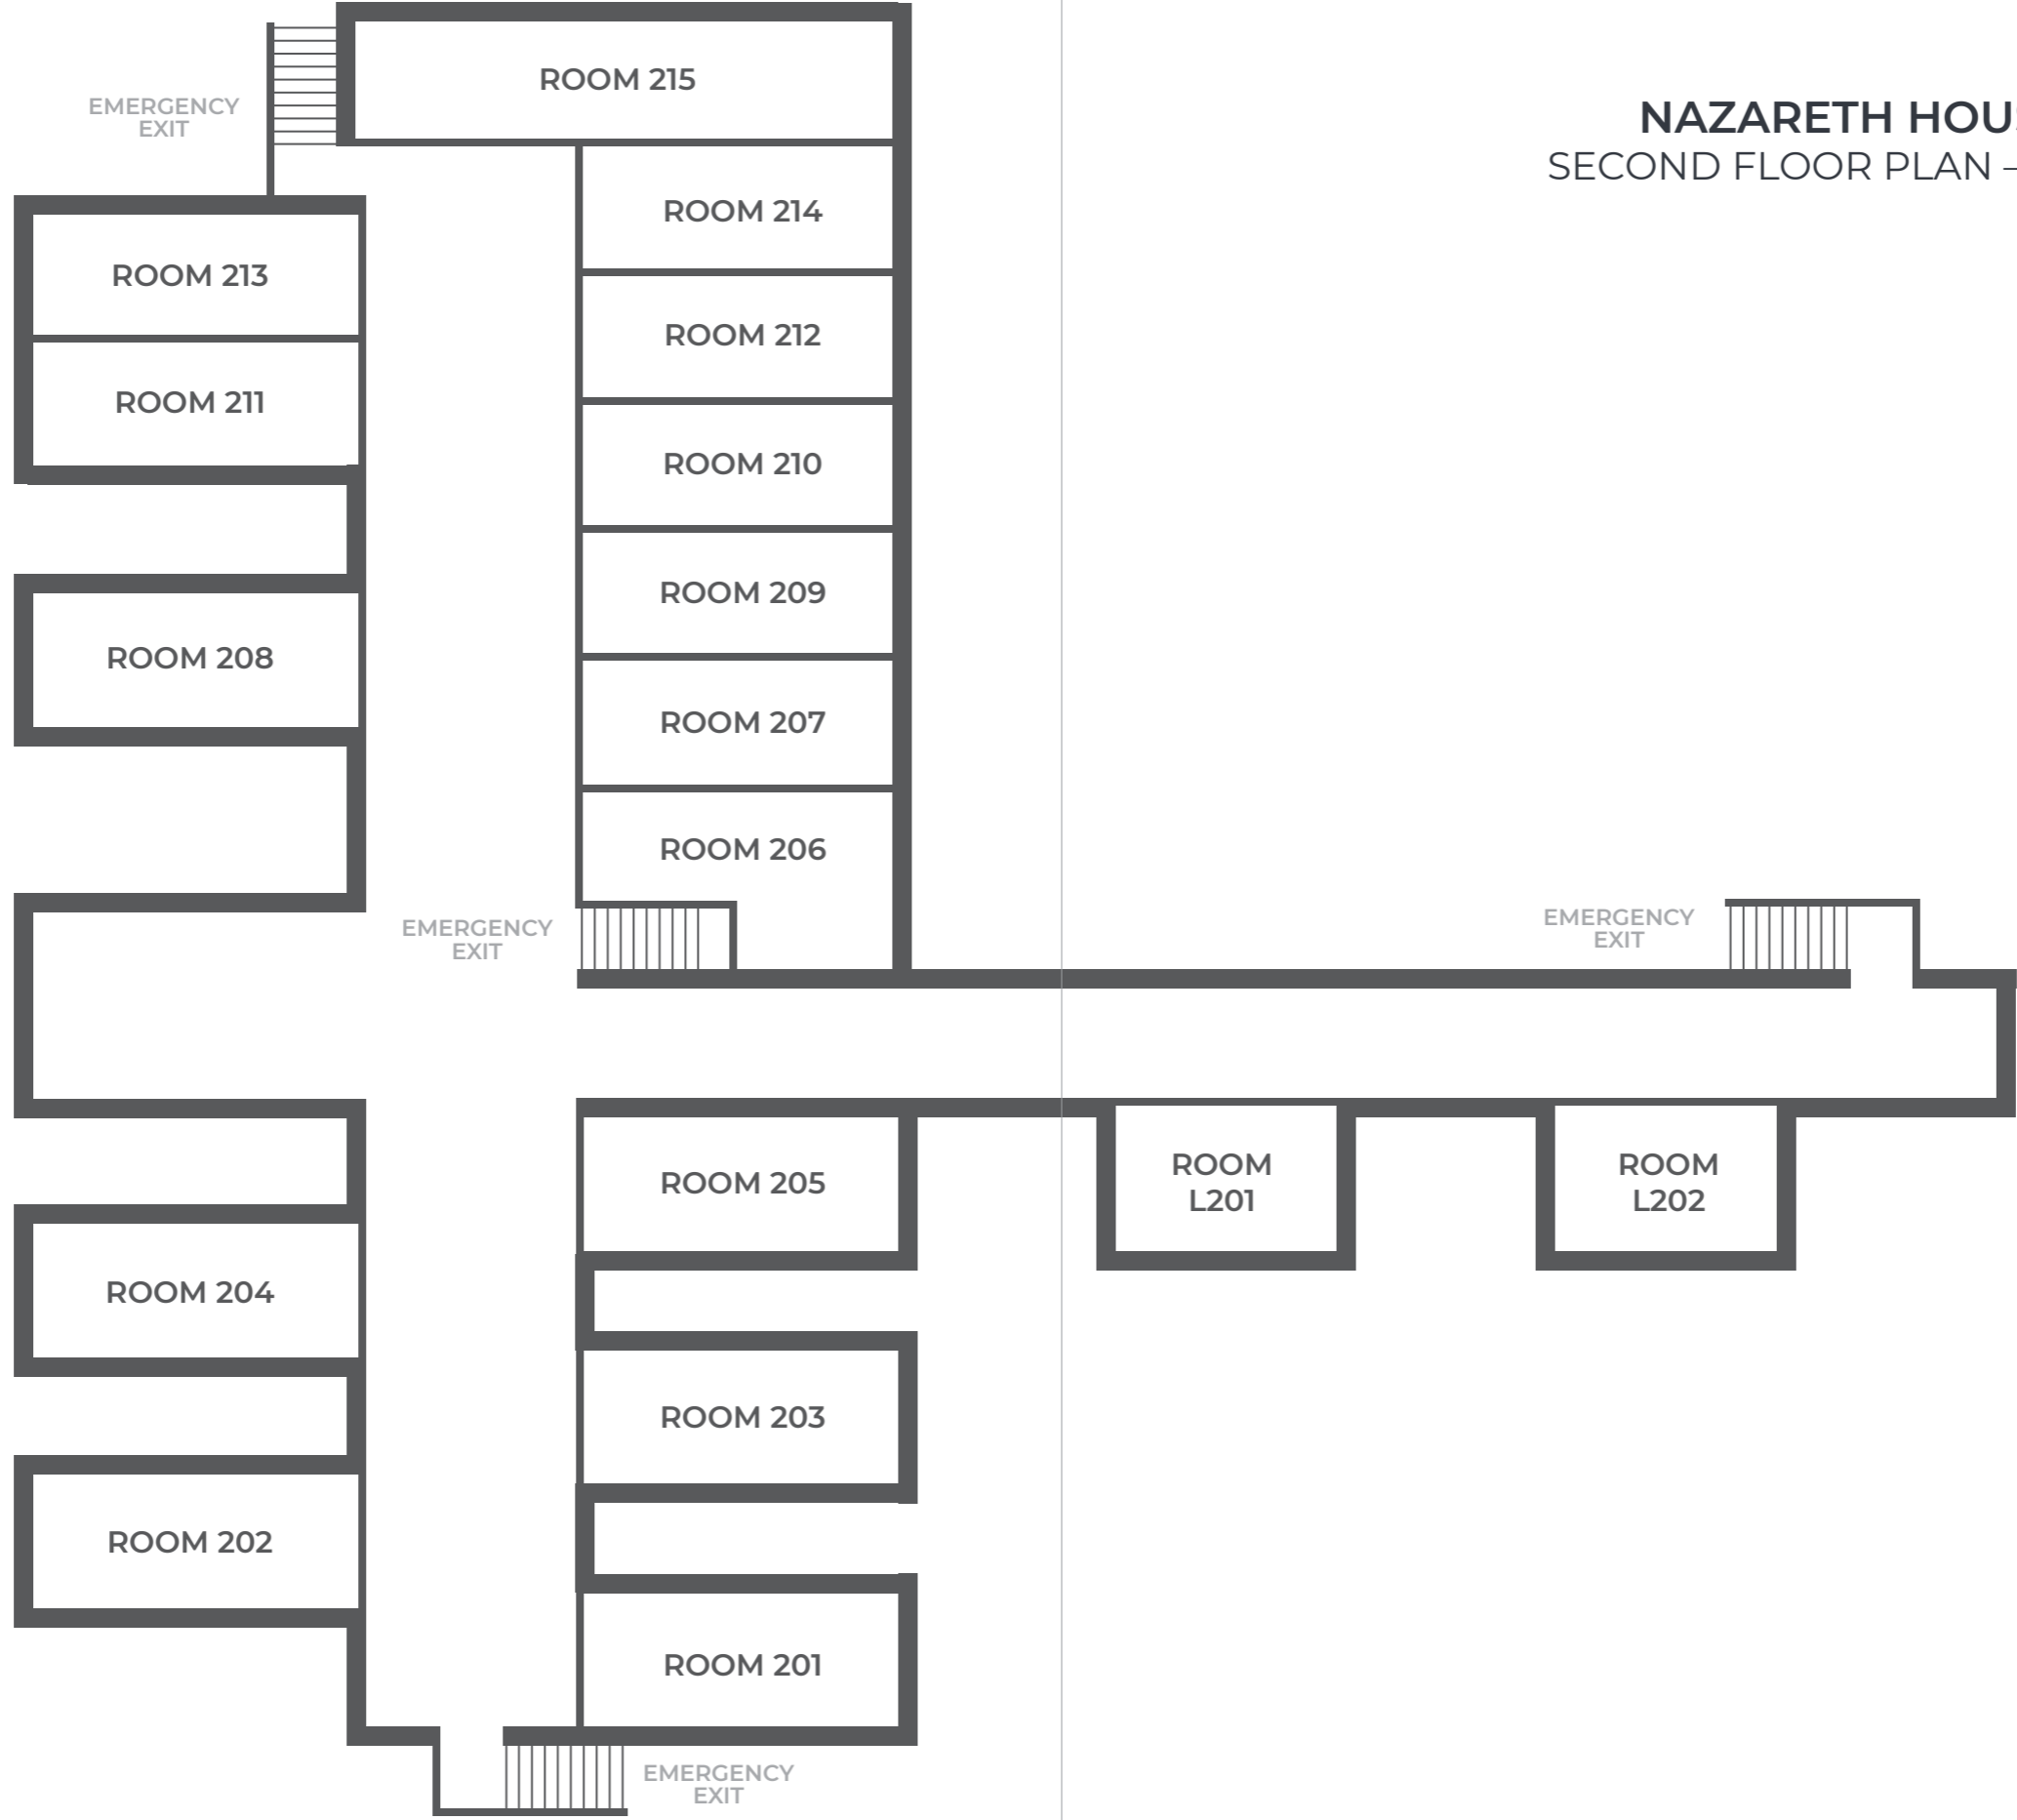 ROOM 215
EMERGENCY
EXIT
NAZARETH HOU
SECOND FLOOR PLAN –
ROOM 214
ROOM 213
ROOM 212
ROOM 211
ROOM 210
ROOM 209
ROOM 208
ROOM 207
ROOM 206
EMERGENCY
EXIT
EMERGENCY
EXIT
ROOM 205
ROOM
L201
ROOM
L202
ROOM 204
ROOM 203
ROOM 202
ROOM 201
EMERGENCY
EXIT